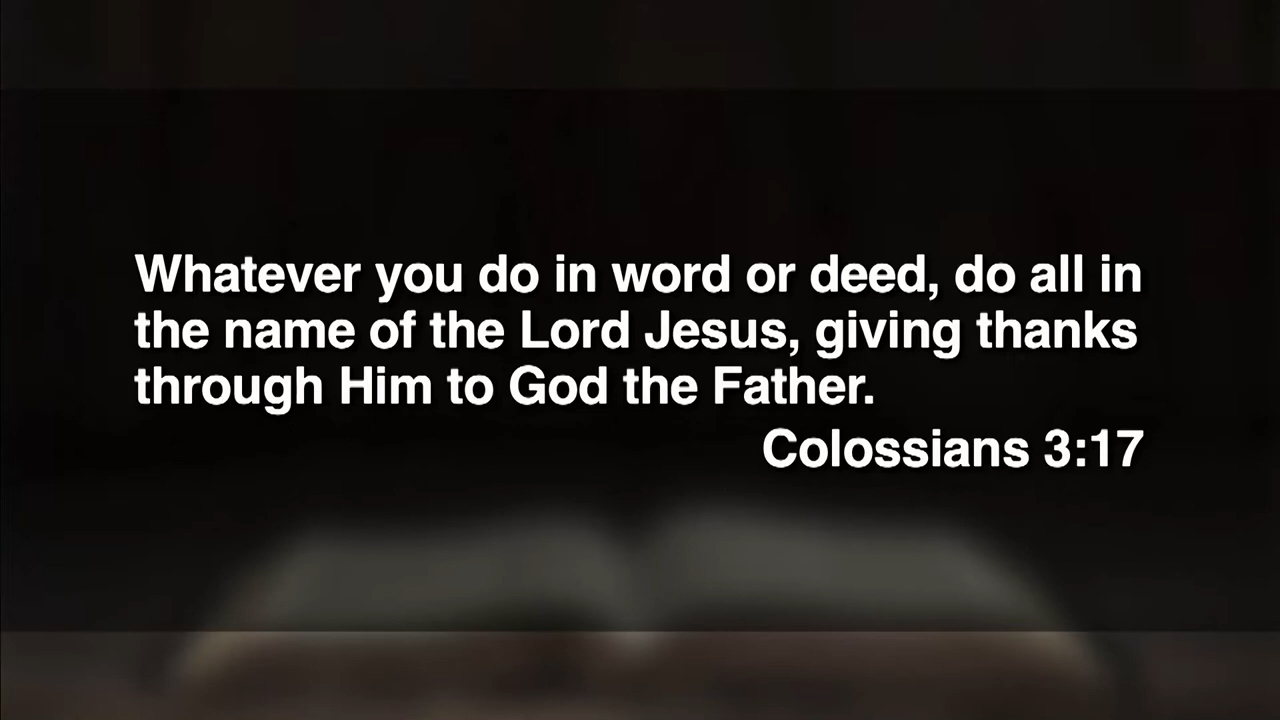 Whatever you do in word or deed, do all in
the name of the Lord Jesus, giving thanks
through Him to God the Father.
Colossians 3:17